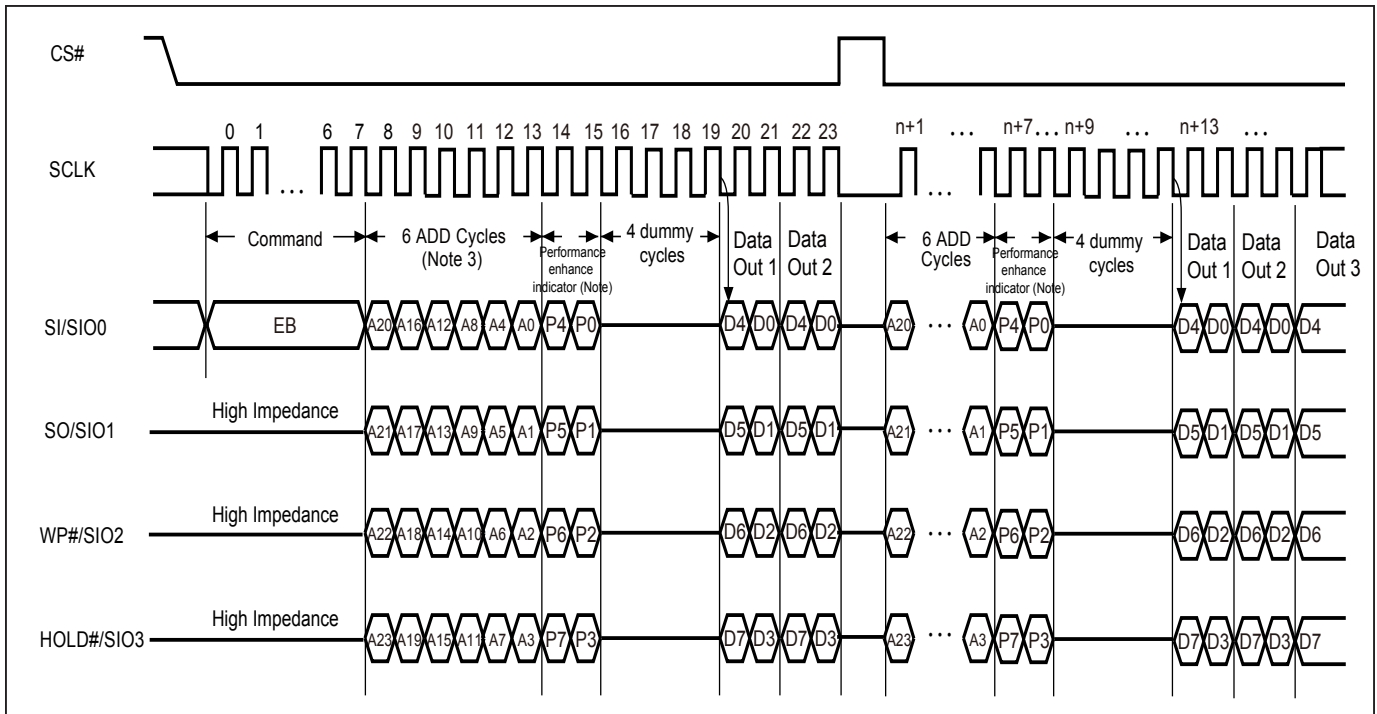 CS#
0 1 6 7 8 9 10 11 12 13 14 15 16 17 18 19 20 21 22 23 n+1 ... n+7 ... n+9 ... n+13 ...
SCLK
...
...
Command
6 ADD Cycles
(Note 3)
Performance
enhance
indicator (Note)
4 dummy
cycles
Data
Out 1
Data
Out 2
6 ADD
Cycles
Performance
enhance
indicator (Note)
4 dummy
cycles
Data
Out 1
Data
Out 2
Data
Out 3
SI/SIO0 EB A20 A16 A12 A8 A4 A0 P4 P0 D4 D0 D4 D0 A20 ... A0 P4 P0 D4 D0 D4 D0 D4
High Impedance
SO/SIO1 A21 A17 A13 A9 A5 A1 P5 P1 D5 D1 D5 D1 A21 ... A1 P5 P1 D5 D1 D5 D1 D5
High Impedance
WP#/SIO2 A22 A18 A14 A10 A6 A2 P6 P2 D6 D2 D6 D2 A22 ... A2 P6 P2 D6 D2 D6 D2 D6
High Impedance
HOLD#/SIO3 A23 A19 A15 A11 A7 A3 P7 P3 D7 D3 D7 D3 A23 ... A3 P7 P3 D7 D3 D7 D3 D7